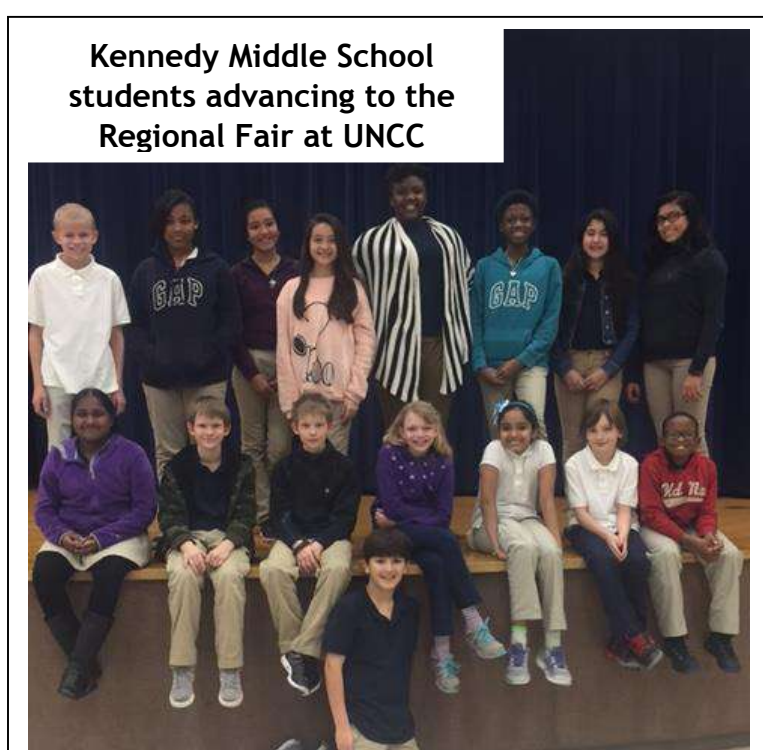 Kennedy Middle School
students advancing to the
Regional Fair at UNCC
GAP
GAP